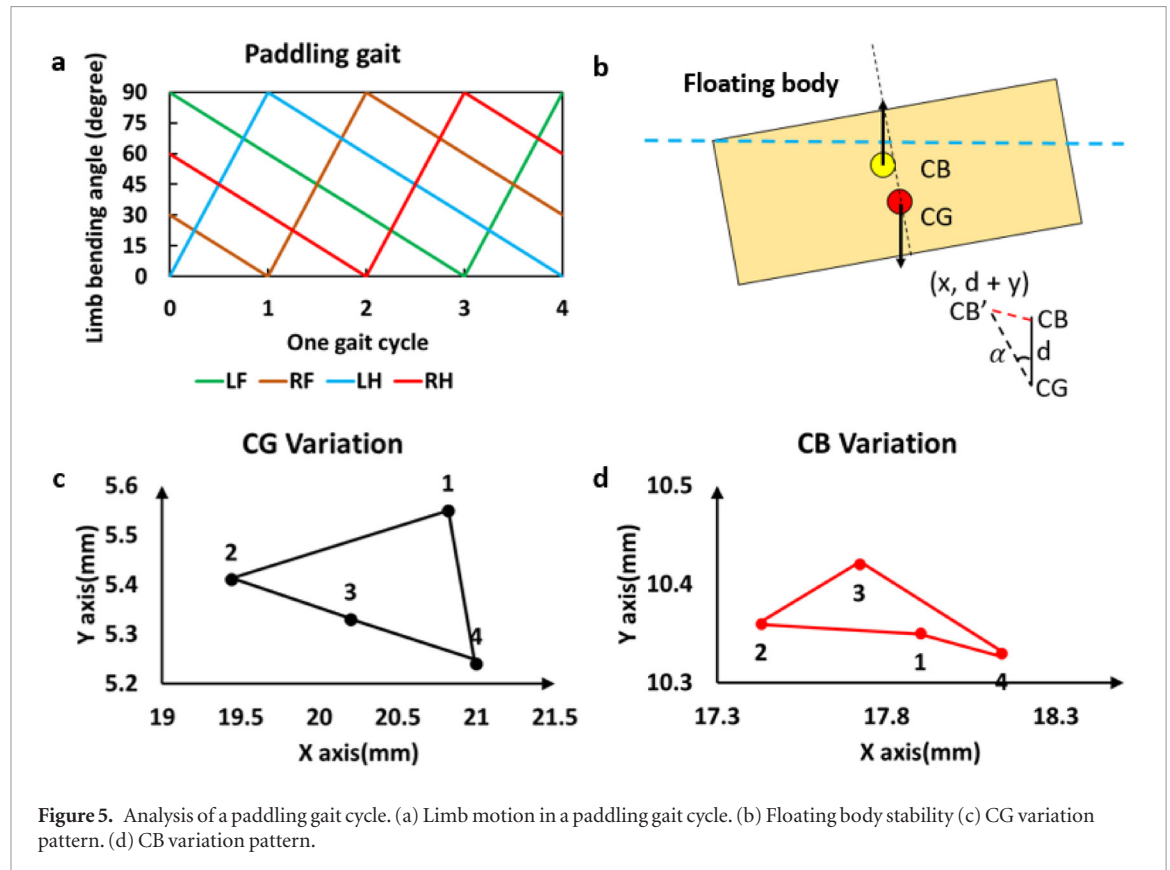 a
Paddling gait
Limb bending angle (degree)
90
75
60
45
30
15
0
0 1 2 3 4
One gait cycle
LF RF LH RH
b
Floating body
CB
CG
(x, d + y)
CB' CB
α d
CG
CG Variation
c
Y axis(mm)
5.6
5.5
5.4
5.3
5.2
1
2
3
4
19 19.5 20 20.5 21 21.5
X axis(mm)
CB Variation
d
Y axis(mm)
10.5
10.4
10.3
3
2
1
4
17.3 17.8 18.3
X axis(mm)
Figure 5. Analysis of a paddling gait cycle. (a) Limb motion in a paddling gait cycle. (b) Floating body stability (c) CG variation
pattern. (d) CB variation pattern.